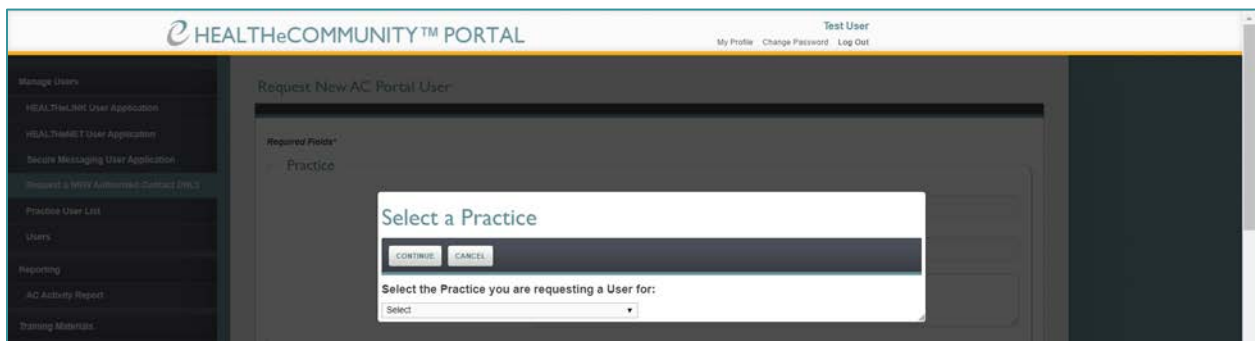 HEALTHeCOMMUNITY™ PORTAL
Test User
My Profile Change Password Log Out
Manage Users
HEALTHeLINK User Application
HEALTHeNET User Application
Secure Messaging User Application
Request a NEW Authorized Contact ONLY
Practice User List
Users
Reporting
AC Activity Report
Training Materials
Request New AC Portal User
Required Fields*
Practice
Select a Practice
CONTINUE CANCEL
Select the Practice you are requesting a User for:
Select